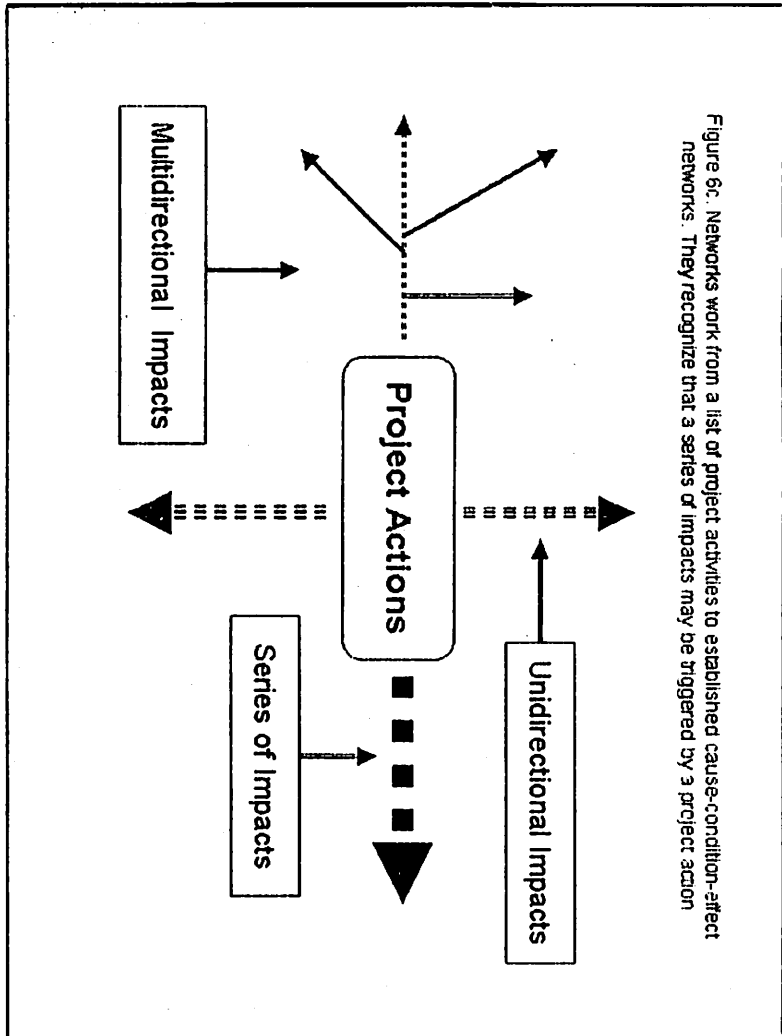 Figure 6c. Networks work from a list of project activities to established cause-condition-effect
networks. They recognize that a series of impacts may be triggered by a project action
Unidirectional Impacts
Project Actions
Series of Impacts
Multidirectional Impacts